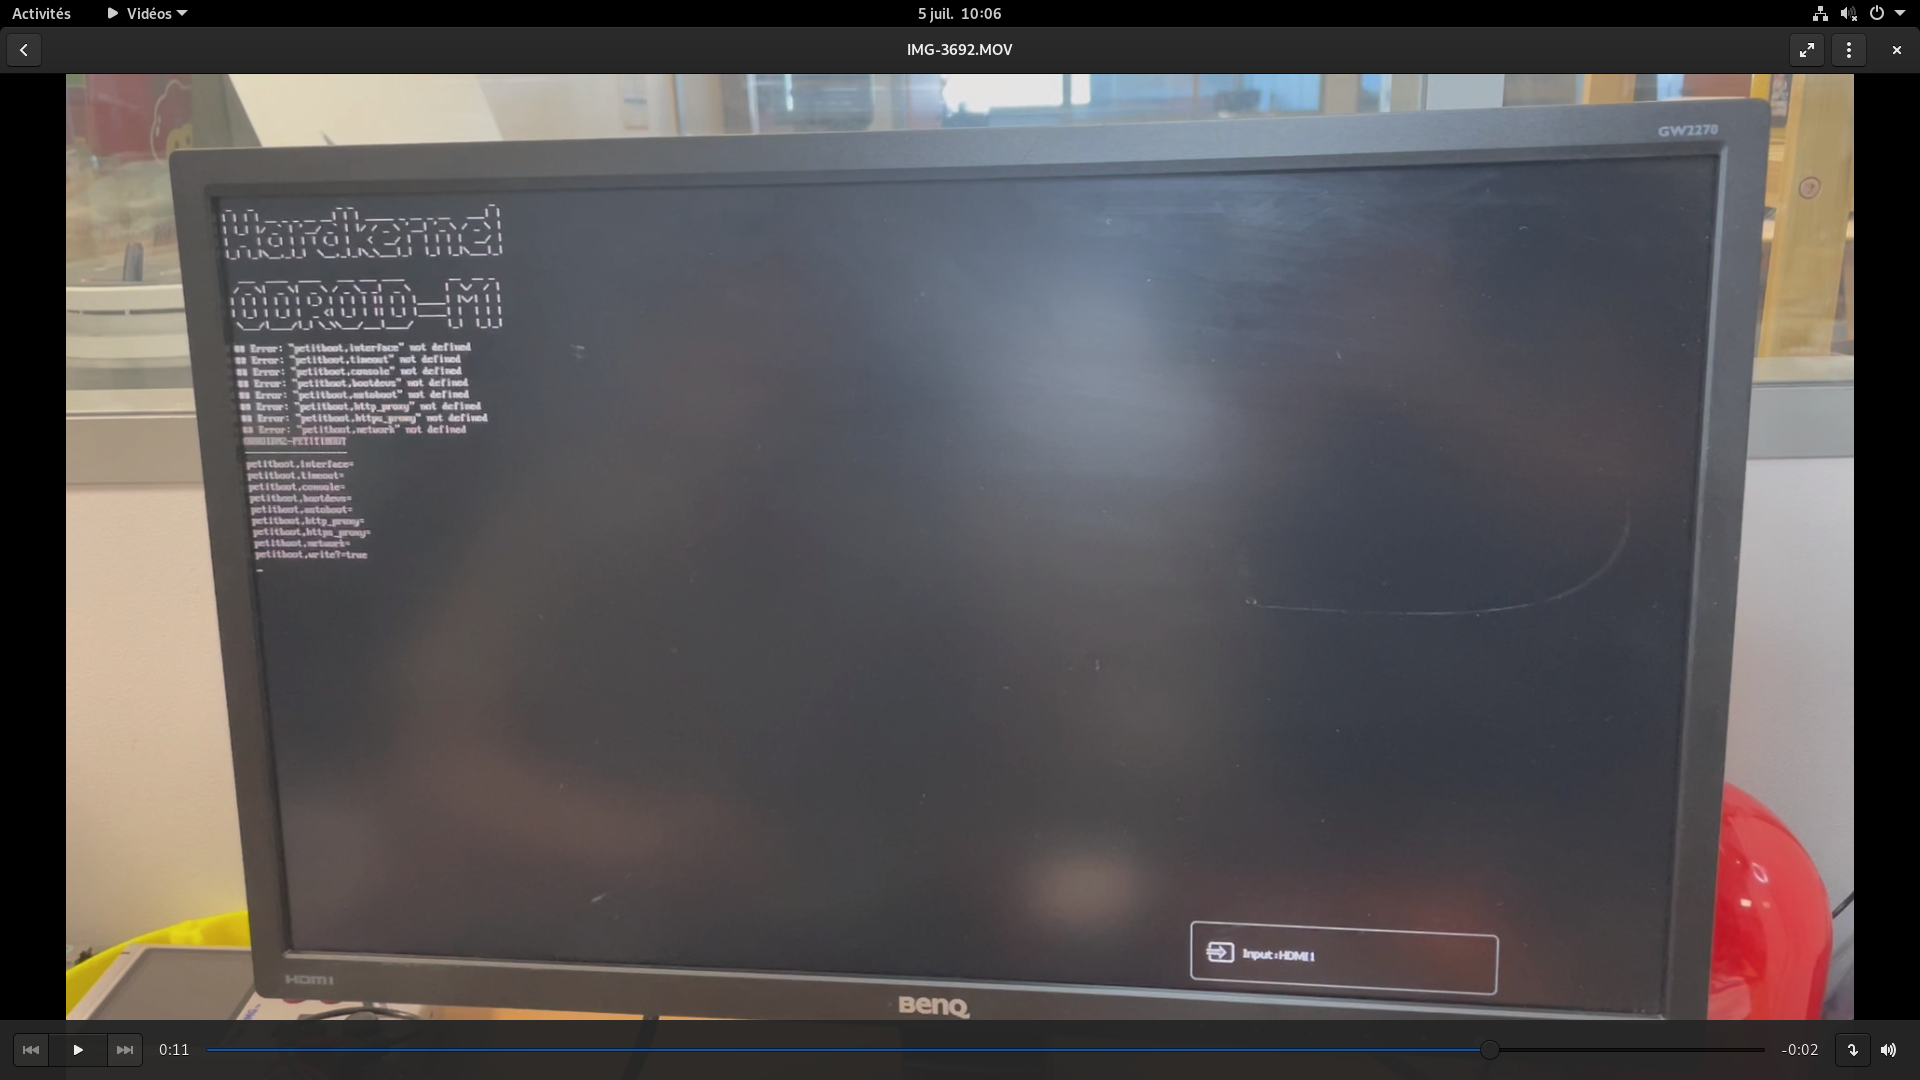 Activités
Vidéos
5 juil. 10:06
IMG-3692.MOV
GW2270
Hardkernel
ODROID-M1
## Error: "petitboot,interface" not defined
## Error: "petitboot,timeout" not defined
## Error: "petitboot,console" not defined
## Error: "petitboot,bootdevs" not defined
## Error: "petitboot,autoboot" not defined
## Error: "petitboot,http_proxy" not defined
## Error: "petitboot,https_proxy" not defined
## Error: "petitboot,network" not defined
petitboot,interface=
petitboot,timeout=
petitboot,console=
petitboot,bootdevs=
petitboot,autoboot=
petitboot,http_proxy=
petitboot,https_proxy=
petitboot,network=
petitboot,write?=true
Input:HDMI1
HDMI
BenQ
0:11
-0:02